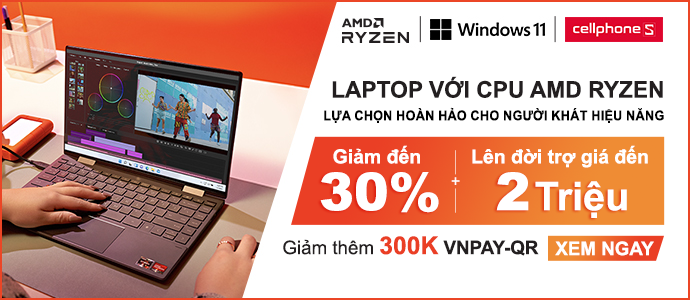 AMD
RYZEN
Windows 11
cellphoneS
LAPTOP VỚI CPU AMD RYZEN
LỰA CHỌN HOÀN HẢO CHO NGƯỜI KHÁT HIỆU NĂNG
Giảm đến
30%
+
Lên đời trợ giá đến
2 Triệu
Giảm thêm 300K VNPAY-QR
XEM NGAY